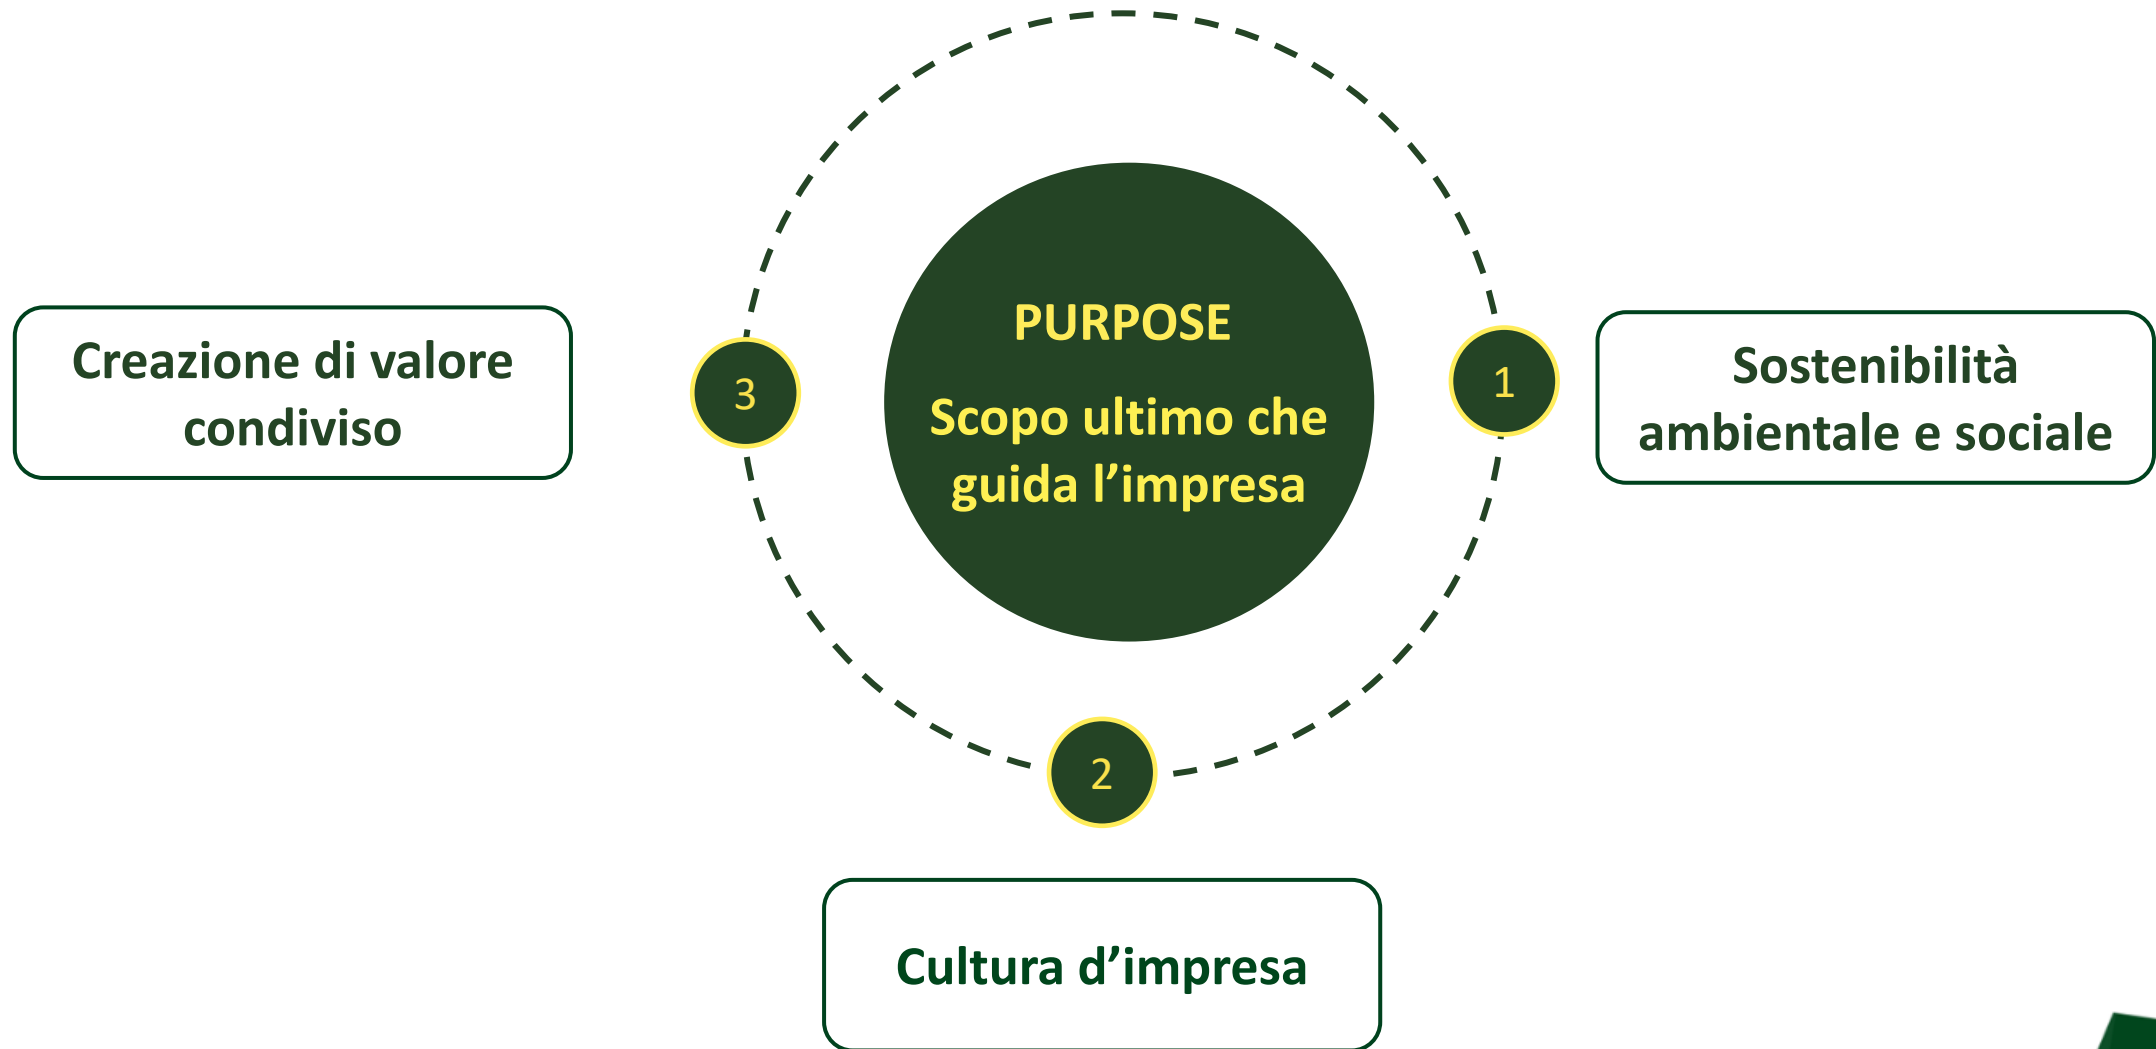 PURPOSE
Scopo ultimo che
guida l’impresa
1
Sostenibilità
ambientale e sociale
2
Cultura d’impresa
3
Creazione di valore
condiviso